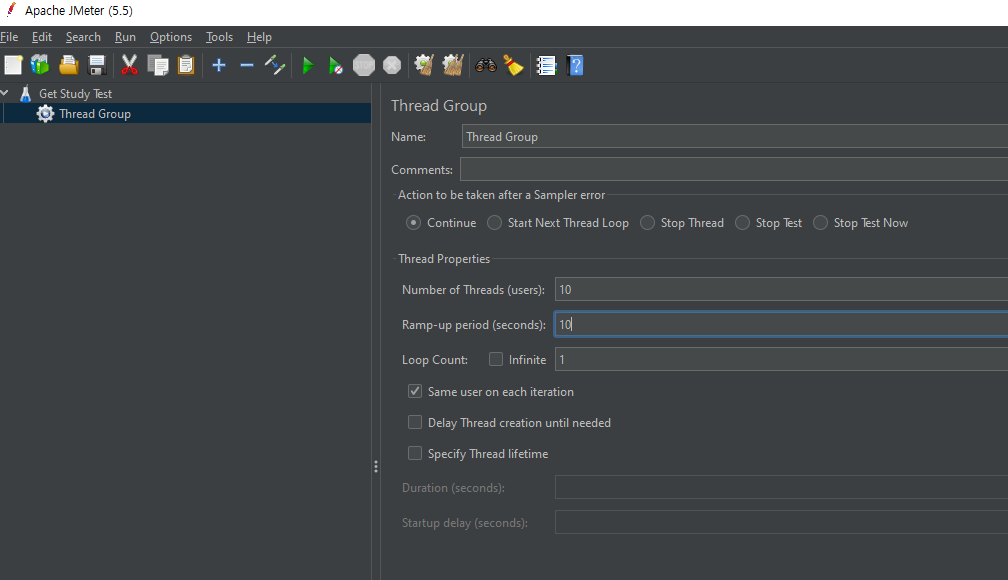 Apache JMeter (5.5)
File Edit Search Run Options Tools Help
STOP
?
Get Study Test
Thread Group
Thread Group
Name: Thread Group
Comments:
Action to be taken after a Sampler error
Continue Start Next Thread Loop Stop Thread Stop Test Stop Test Now
Thread Properties
Number of Threads (users): 10
Ramp-up period (seconds): 10
Loop Count: Infinite 1
Same user on each iteration
Delay Thread creation until needed
Specify Thread lifetime
Duration (seconds):
Startup delay (seconds):